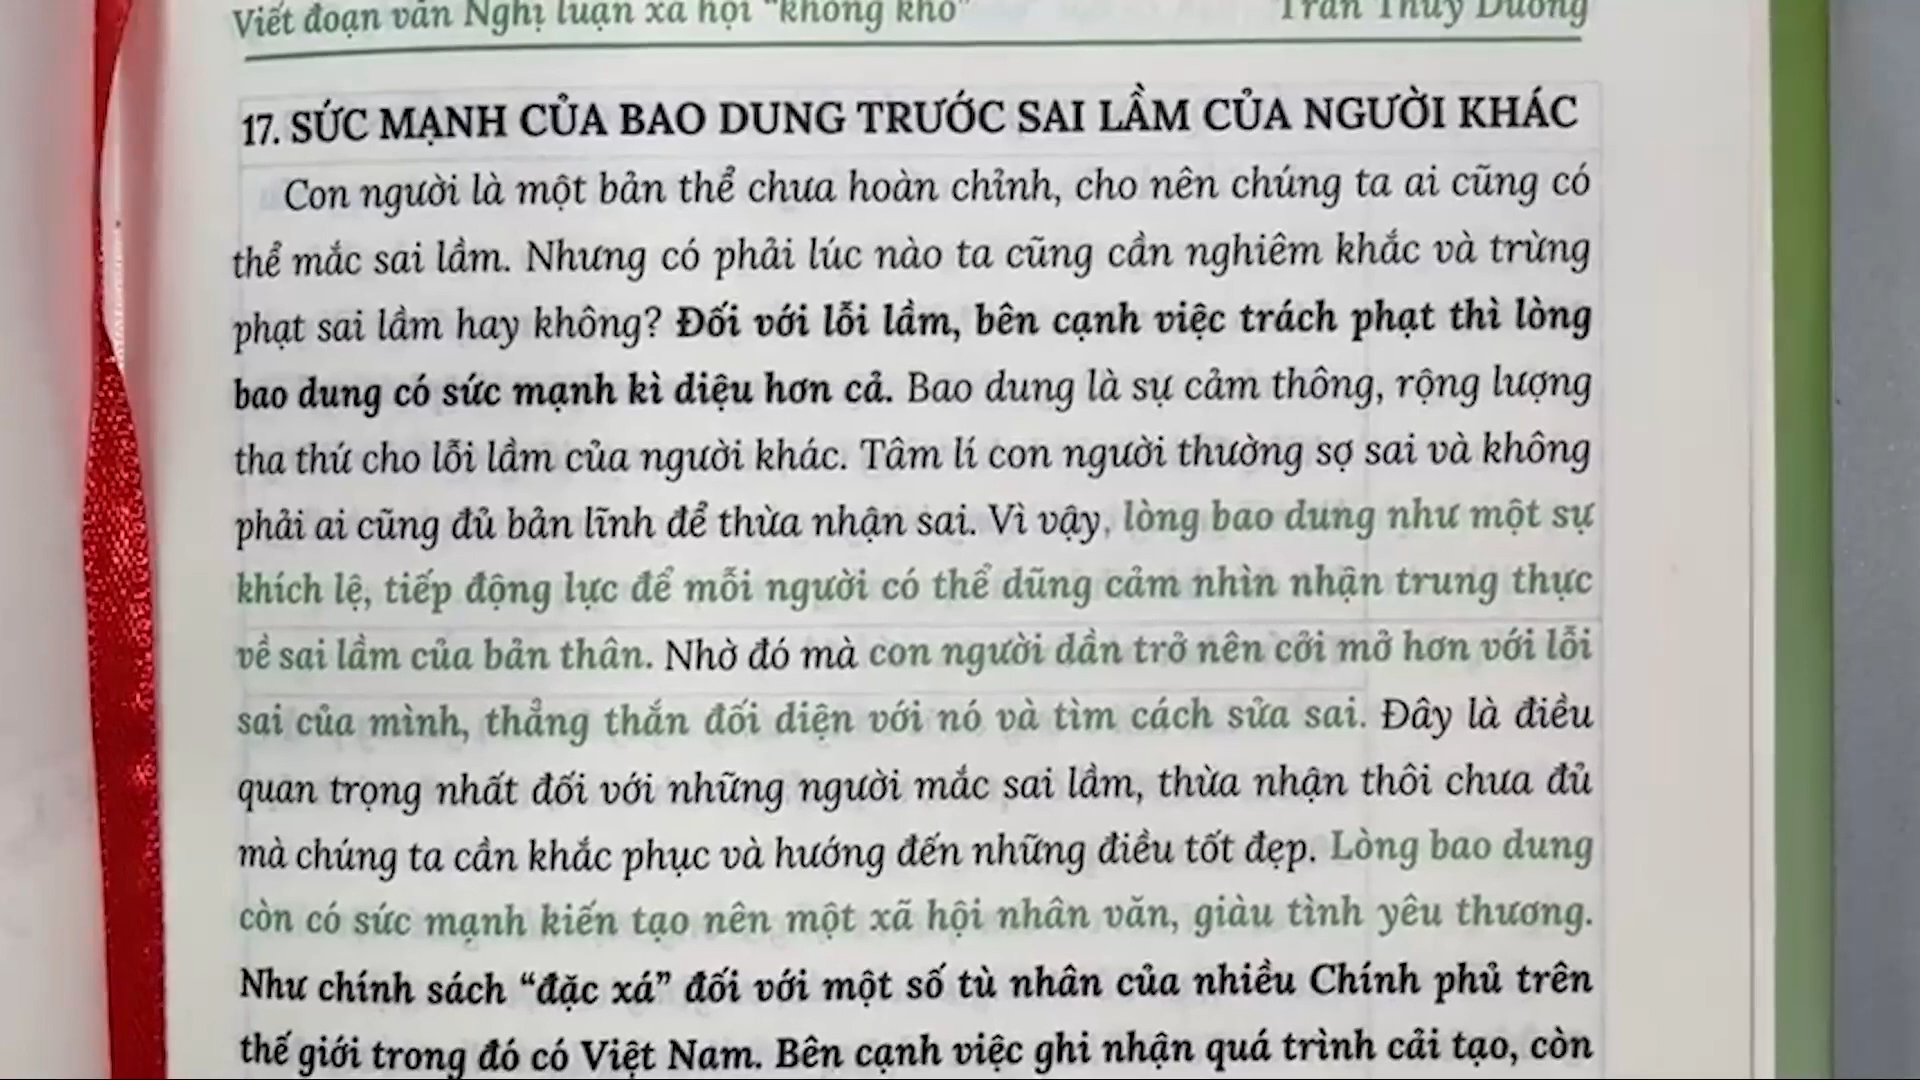 Viết đoạn văn Nghị luận xã hội "không khó" Trần Thùy Dương
17. SỨC MẠNH CỦA BAO DUNG TRƯỚC SAI LẦM CỦA NGƯỜI KHÁC
Con người là một bản thể chưa hoàn chỉnh, cho nên chúng ta ai cũng có
thể mắc sai lầm. Nhưng có phải lúc nào ta cũng cần nghiêm khắc và trừng
phạt sai lầm hay không? Đối với lỗi lầm, bên cạnh việc trách phạt thì lòng
bao dung có sức mạnh kì diệu hơn cả. Bao dung là sự cảm thông, rộng lượng
tha thứ cho lỗi lầm của người khác. Tâm lí con người thường sợ sai và không
phải ai cũng đủ bản lĩnh để thừa nhận sai. Vì vậy, lòng bao dung như một sự
khích lệ, tiếp động lực để mỗi người có thể dũng cảm nhìn nhận trung thực
về sai lầm của bản thân. Nhờ đó mà con người dần trở nên cởi mở hơn với lỗi
sai của mình, thẳng thắn đối diện với nó và tìm cách sửa sai. Đây là điều
quan trọng nhất đối với những người mắc sai lầm, thừa nhận thôi chưa đủ
mà chúng ta cần khắc phục và hướng đến những điều tốt đẹp. Lòng bao dung
còn có sức mạnh kiến tạo nên một xã hội nhân văn, giàu tình yêu thương.
Như chính sách "đặc xá" đối với một số tù nhân của nhiều Chính phủ trên
thế giới trong đó có Việt Nam. Bên cạnh việc ghi nhận quá trình cải tạo, còn